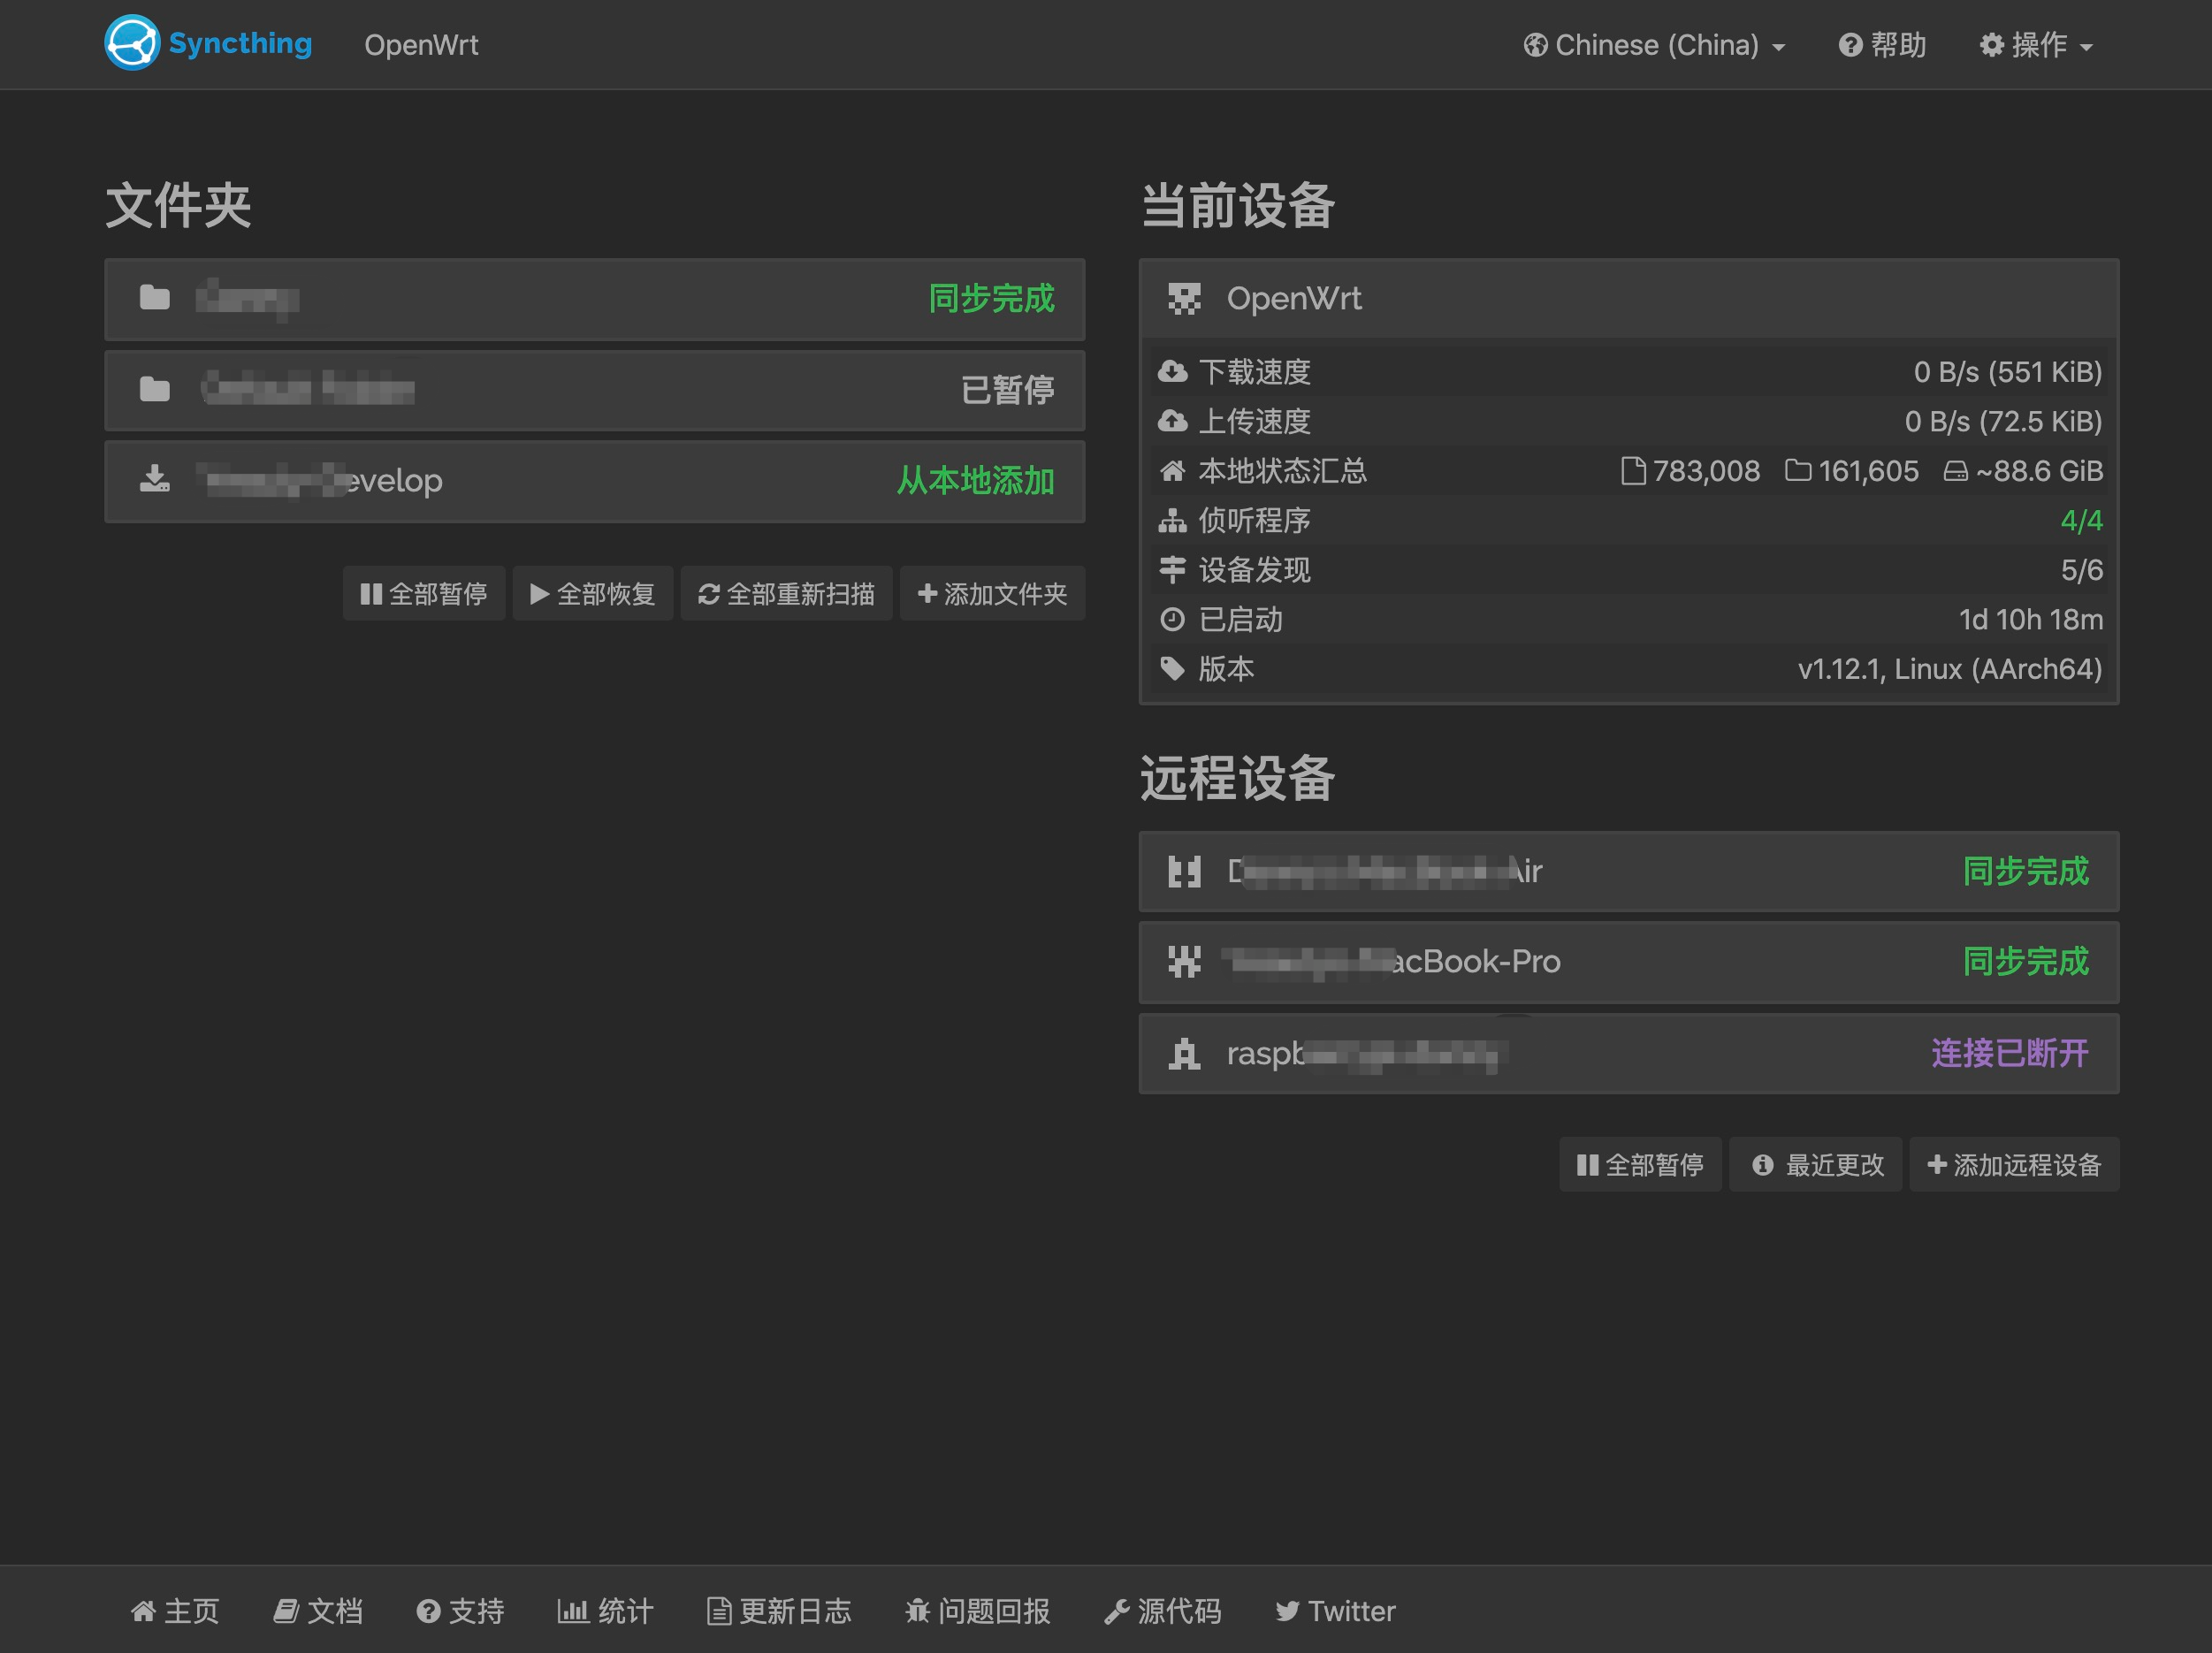 Syncthing OpenWrt Chinese (China) 帮助 操作
文件夹
同步完成
已暂停
evelop 从本地添加
全部暂停 全部恢复 全部重新扫描 添加文件夹
当前设备
OpenWrt
下载速度 0 B/s (551 KiB)
上传速度 0 B/s (72.5 KiB)
本地状态汇总 783,008 161,605 ~88.6 GiB
侦听程序 4/4
设备发现 5/6
已启动 1d 10h 18m
版本 v1.12.1, Linux (AArch64)
远程设备
Air 同步完成
acBook-Pro 同步完成
raspb 连接已断开
全部暂停 最近更改 添加远程设备
主页 文档 支持 统计 更新日志 问题回报 源代码 Twitter